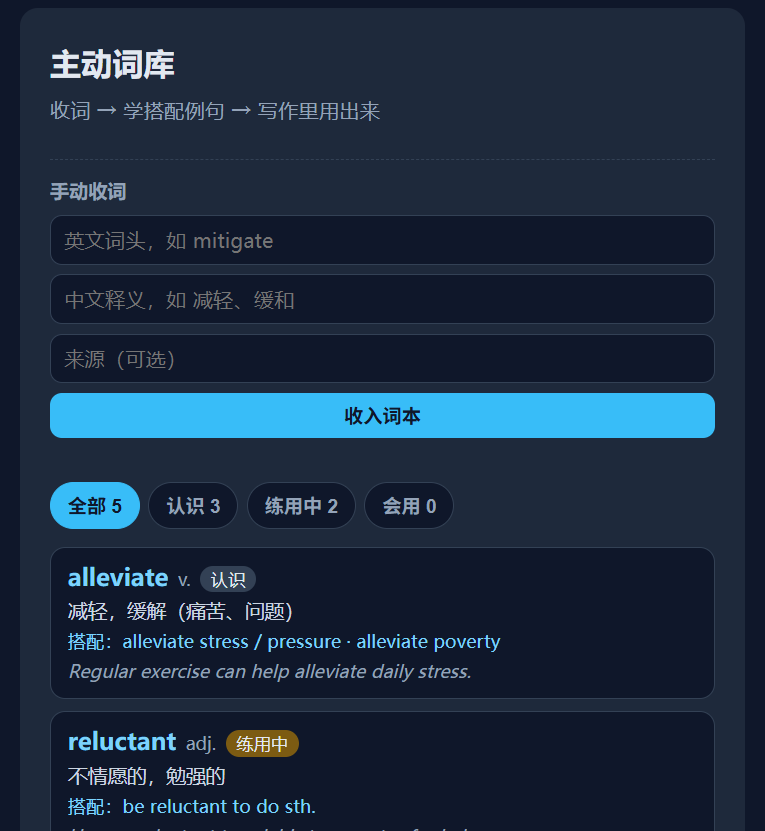 主动词库
收词 → 学搭配例句 → 写作里用出来
手动收词
英文词头，如 mitigate
中文释义，如 减轻、缓和
来源（可选）
收入词本
全部 5 认识 3 练用中 2 会用 0
alleviate v. 认识
减轻，缓解（痛苦、问题）
搭配：alleviate stress / pressure · alleviate poverty
Regular exercise can help alleviate daily stress.
reluctant adj. 练用中
不情愿的，勉强的
搭配：be reluctant to do sth.